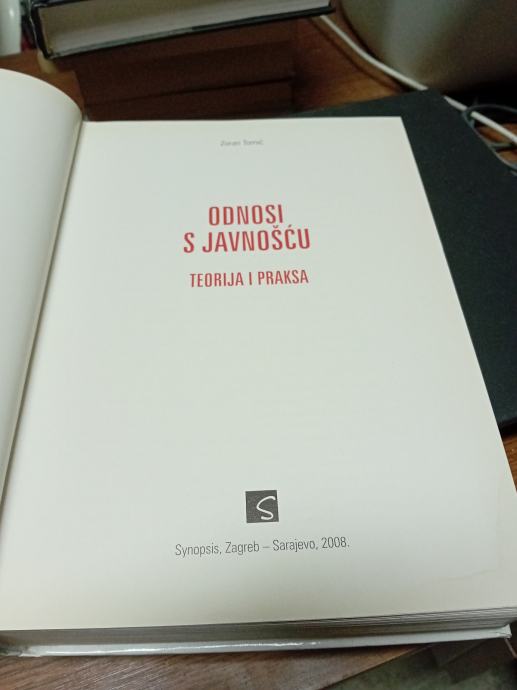 Zoran Tomić
ODNOSI
S JAVNOŠĆU
TEORIJA I PRAKSA
S
Synopsis, Zagreb – Sarajevo, 2008.